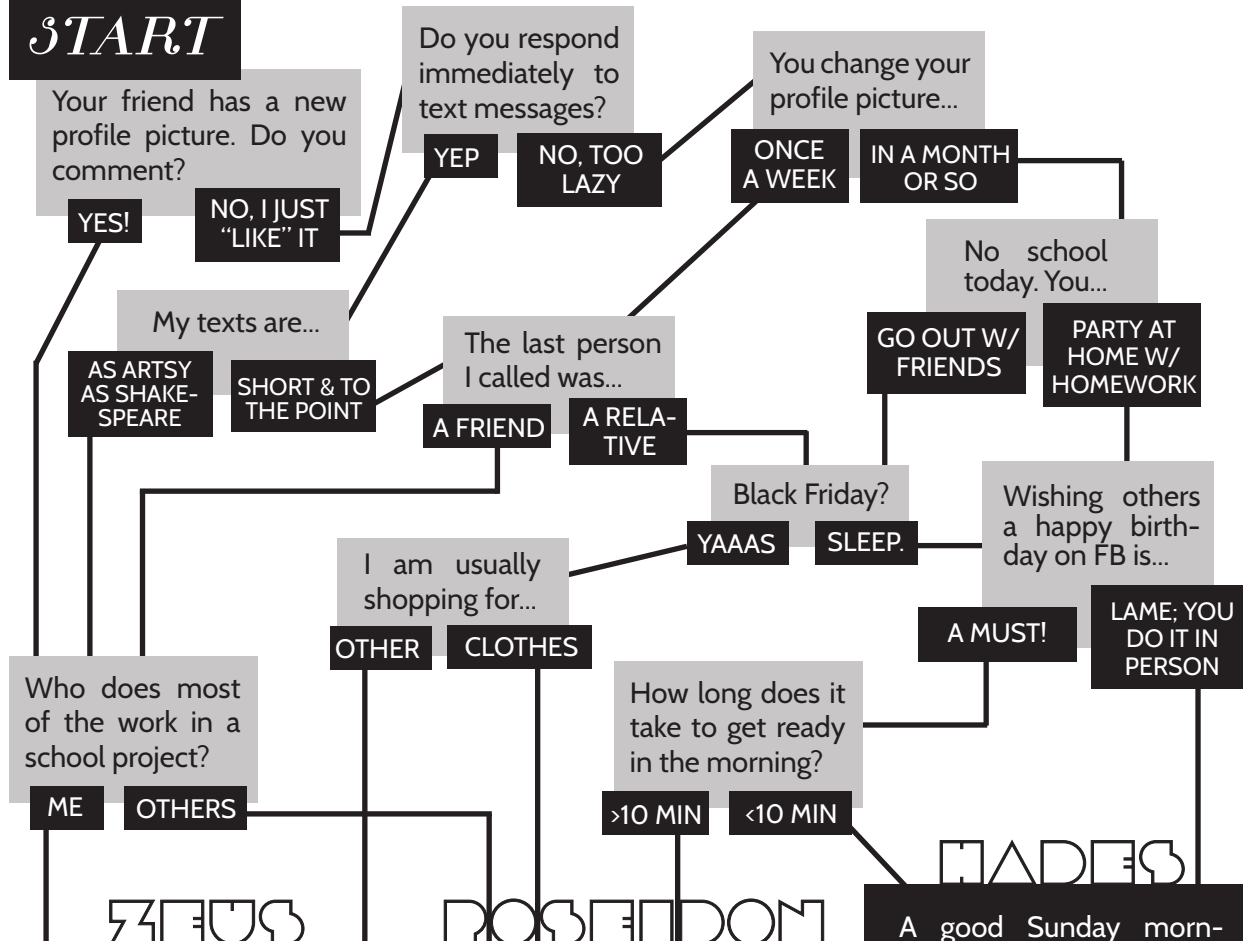 START
Your friend has a new
profile picture. Do you
comment?
YES!
NO, I JUST
“LIKE” IT
Do you respond
immediately to
text messages?
YEP
NO, TOO
LAZY
You change your
profile picture...
ONCE
A WEEK
IN A MONTH
OR SO
No school
today. You...
GO OUT W/
FRIENDS
PARTY AT
HOME W/
HOMEWORK
My texts are...
AS ARTSY
AS SHAKE-
SPEARE
SHORT & TO
THE POINT
The last person
I called was...
A FRIEND
A RELA-
TIVE
Black Friday?
YAAAS
SLEEP.
Wishing others
a happy birth-
day on FB is...
A MUST!
LAME; YOU
DO IT IN
PERSON
I am usually
shopping for...
OTHER
CLOTHES
Who does most
of the work in a
school project?
ME
OTHERS
How long does it
take to get ready
in the morning?
>10 MIN
<10 MIN
ZEUS
POSEIDON
HADES
A good Sunday morn-